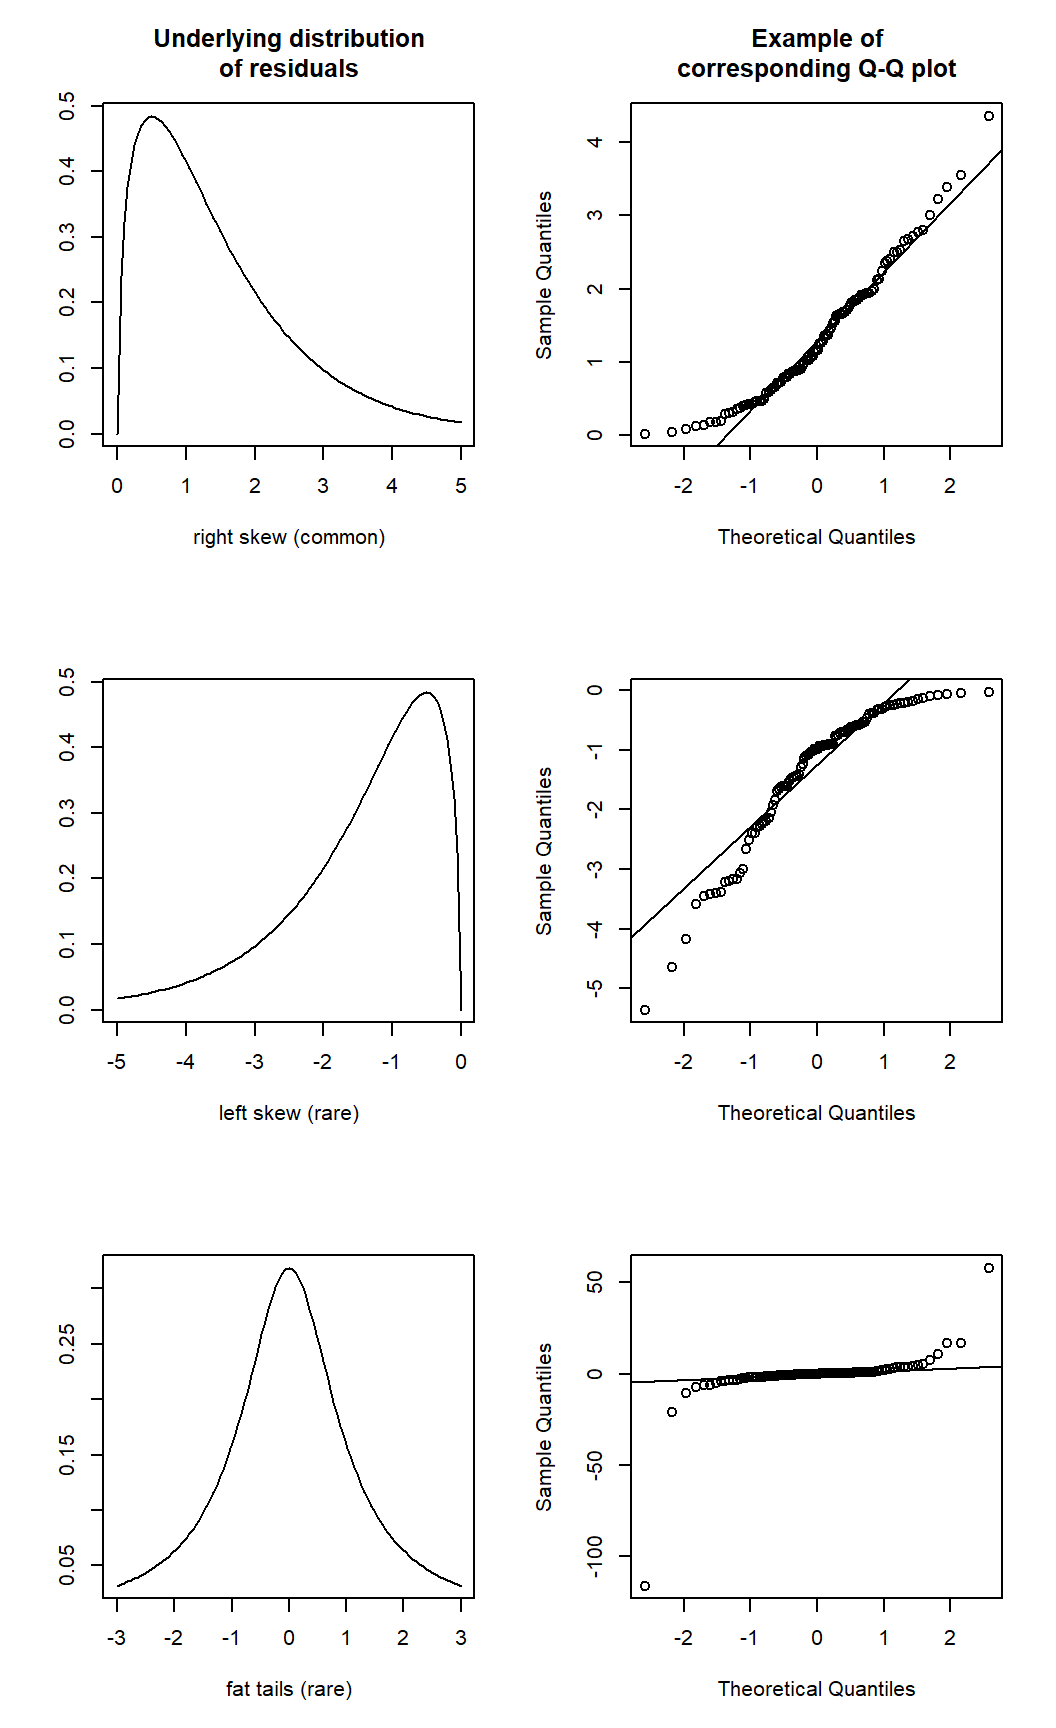 Underlying distribution
of residuals
Example of
corresponding Q-Q plot
0.0 0.1 0.2 0.3 0.4 0.5
0 1 2 3 4 5
right skew (common)
Sample Quantiles
0 1 2 3 4
-2 -1 0 1 2
Theoretical Quantiles
0.0 0.1 0.2 0.3 0.4 0.5
-5 -4 -3 -2 -1 0
left skew (rare)
Sample Quantiles
-5 -4 -3 -2 -1 0
-2 -1 0 1 2
Theoretical Quantiles
0.05 0.15 0.25
-3 -2 -1 0 1 2 3
fat tails (rare)
Sample Quantiles
-100 -50 0 50
-2 -1 0 1 2
Theoretical Quantiles